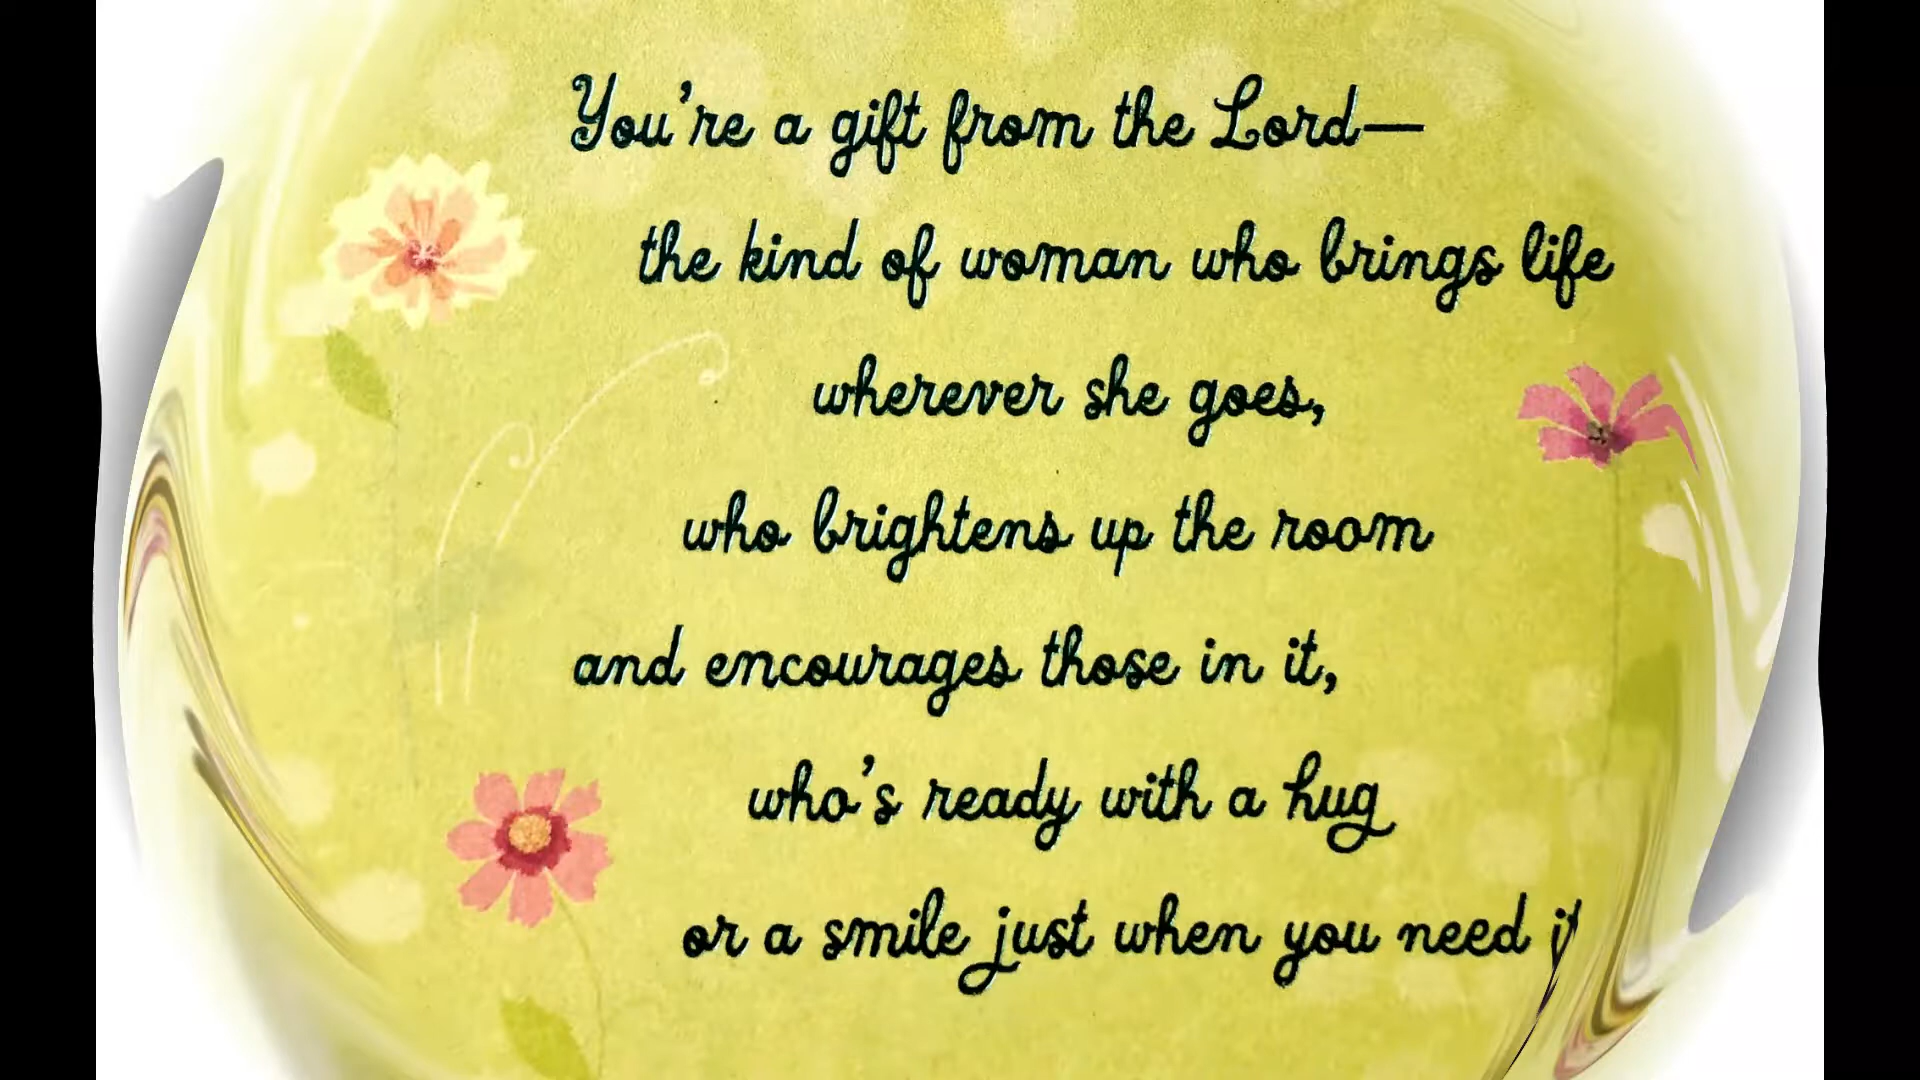 You're a gift from the Lord—
the kind of woman who brings life
wherever she goes,
who brightens up the room
and encourages those in it,
who's ready with a hug
or a smile just when you need it